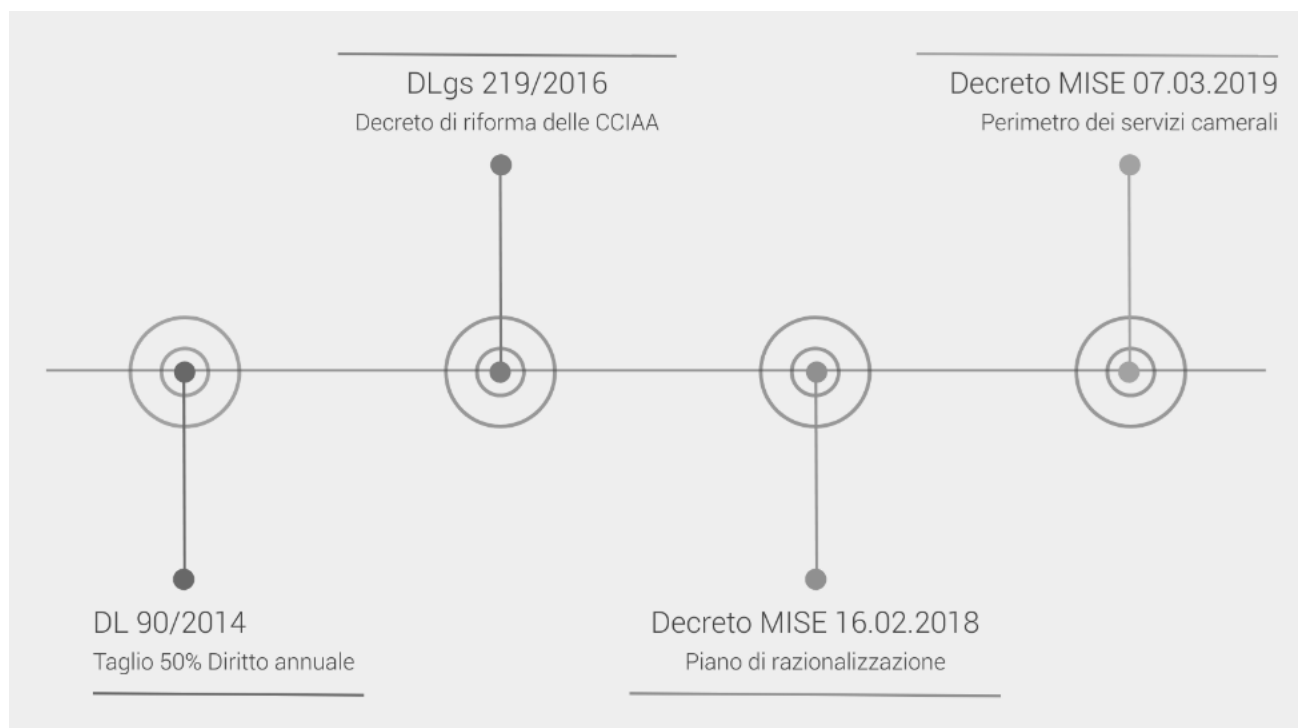 DL 90/2014
Taglio 50% Diritto annuale
DLgs 219/2016
Decreto di riforma delle CCIAA
Decreto MISE 16.02.2018
Piano di razionalizzazione
Decreto MISE 07.03.2019
Perimetro dei servizi camerali